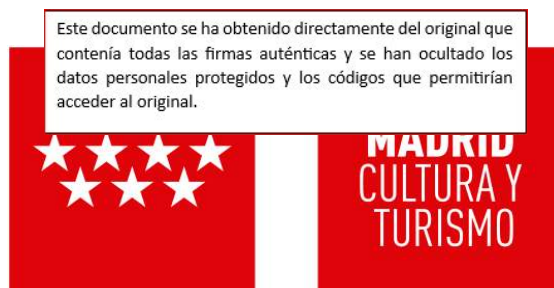 Este documento se ha obtenido directamente del original que
contenía todas las firmas auténticas y se han ocultado los
datos personales protegidos y los códigos que permitirían
acceder al original.
MADRID
CULTURA Y
TURISMO